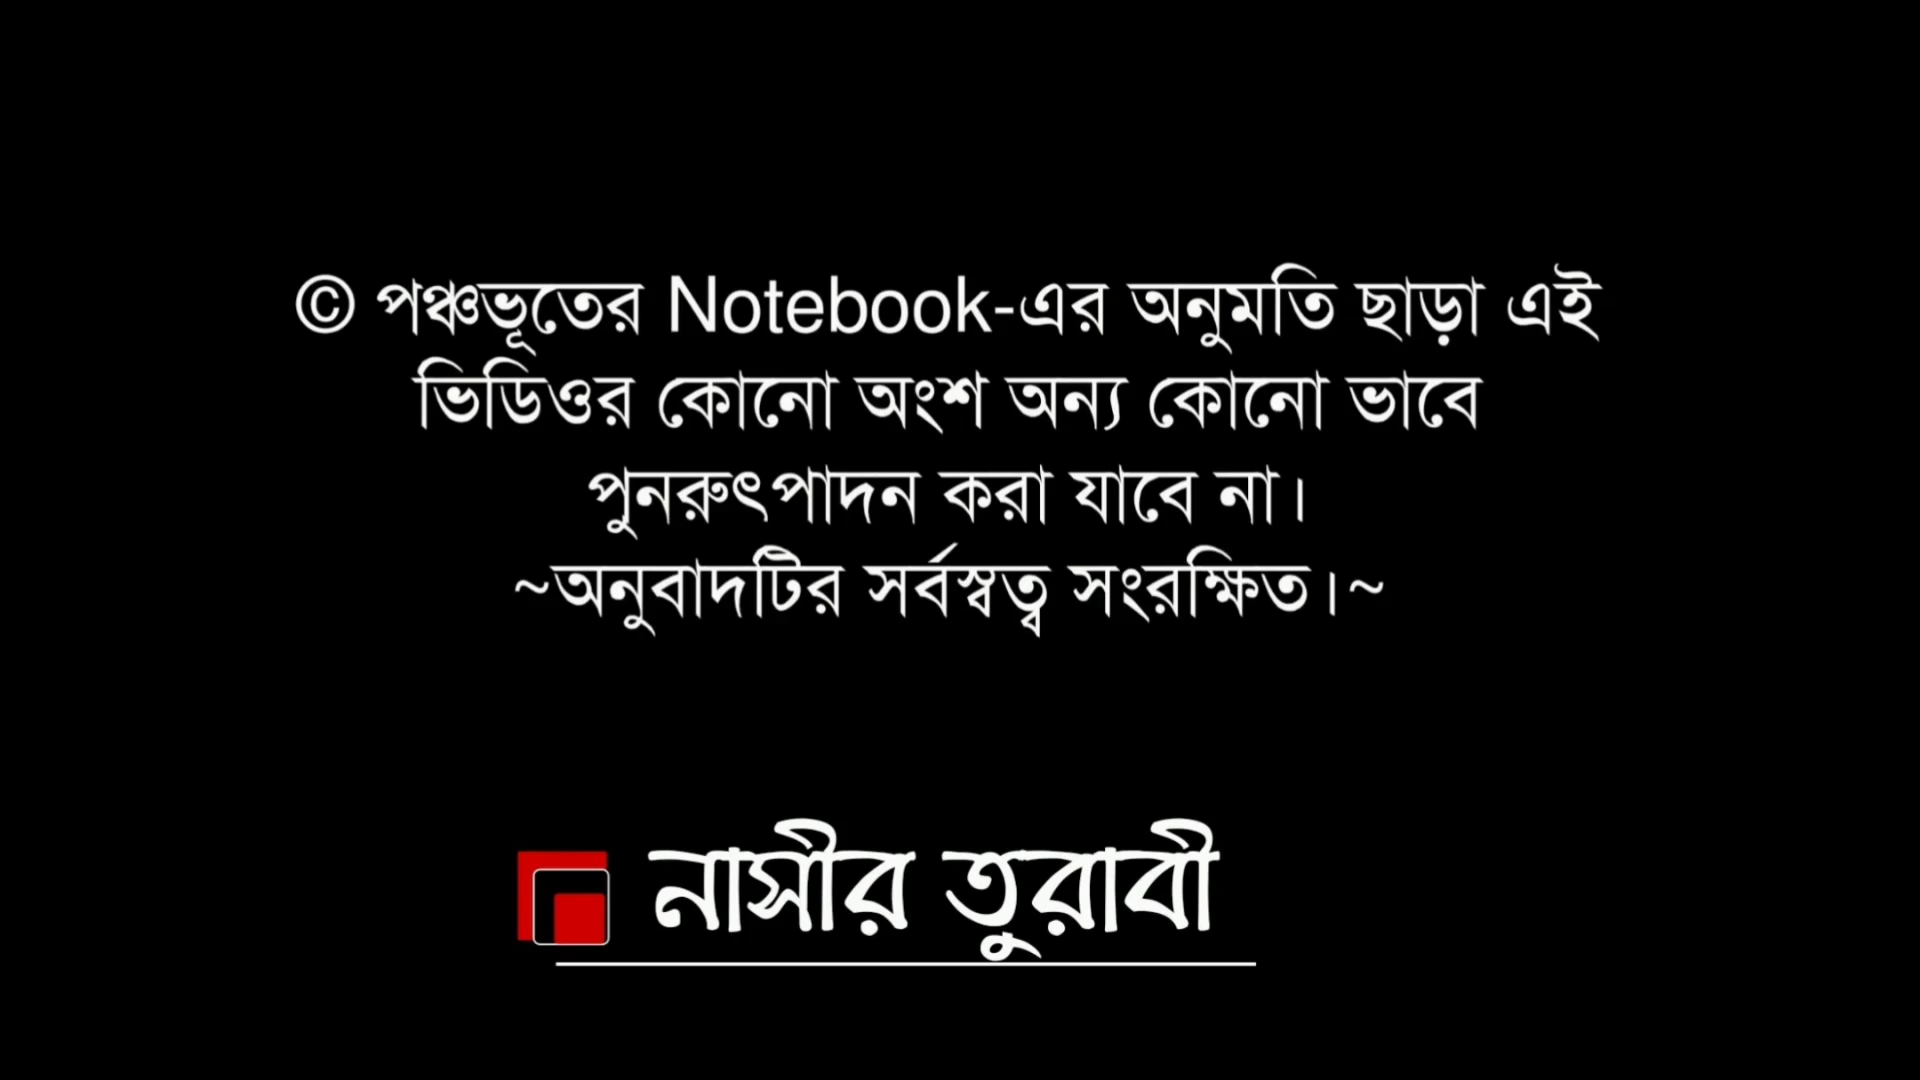 © পঞ্চভূতের Notebook-এর অনুমতি ছাড়া এই
ভিডিওর কোনো অংশ অন্য কোনো ভাবে
পুনরুৎপাদন করা যাবে না।
~অনুবাদটির সর্বস্বত্ব সংরক্ষিত।~
নাসীর তুরাবী